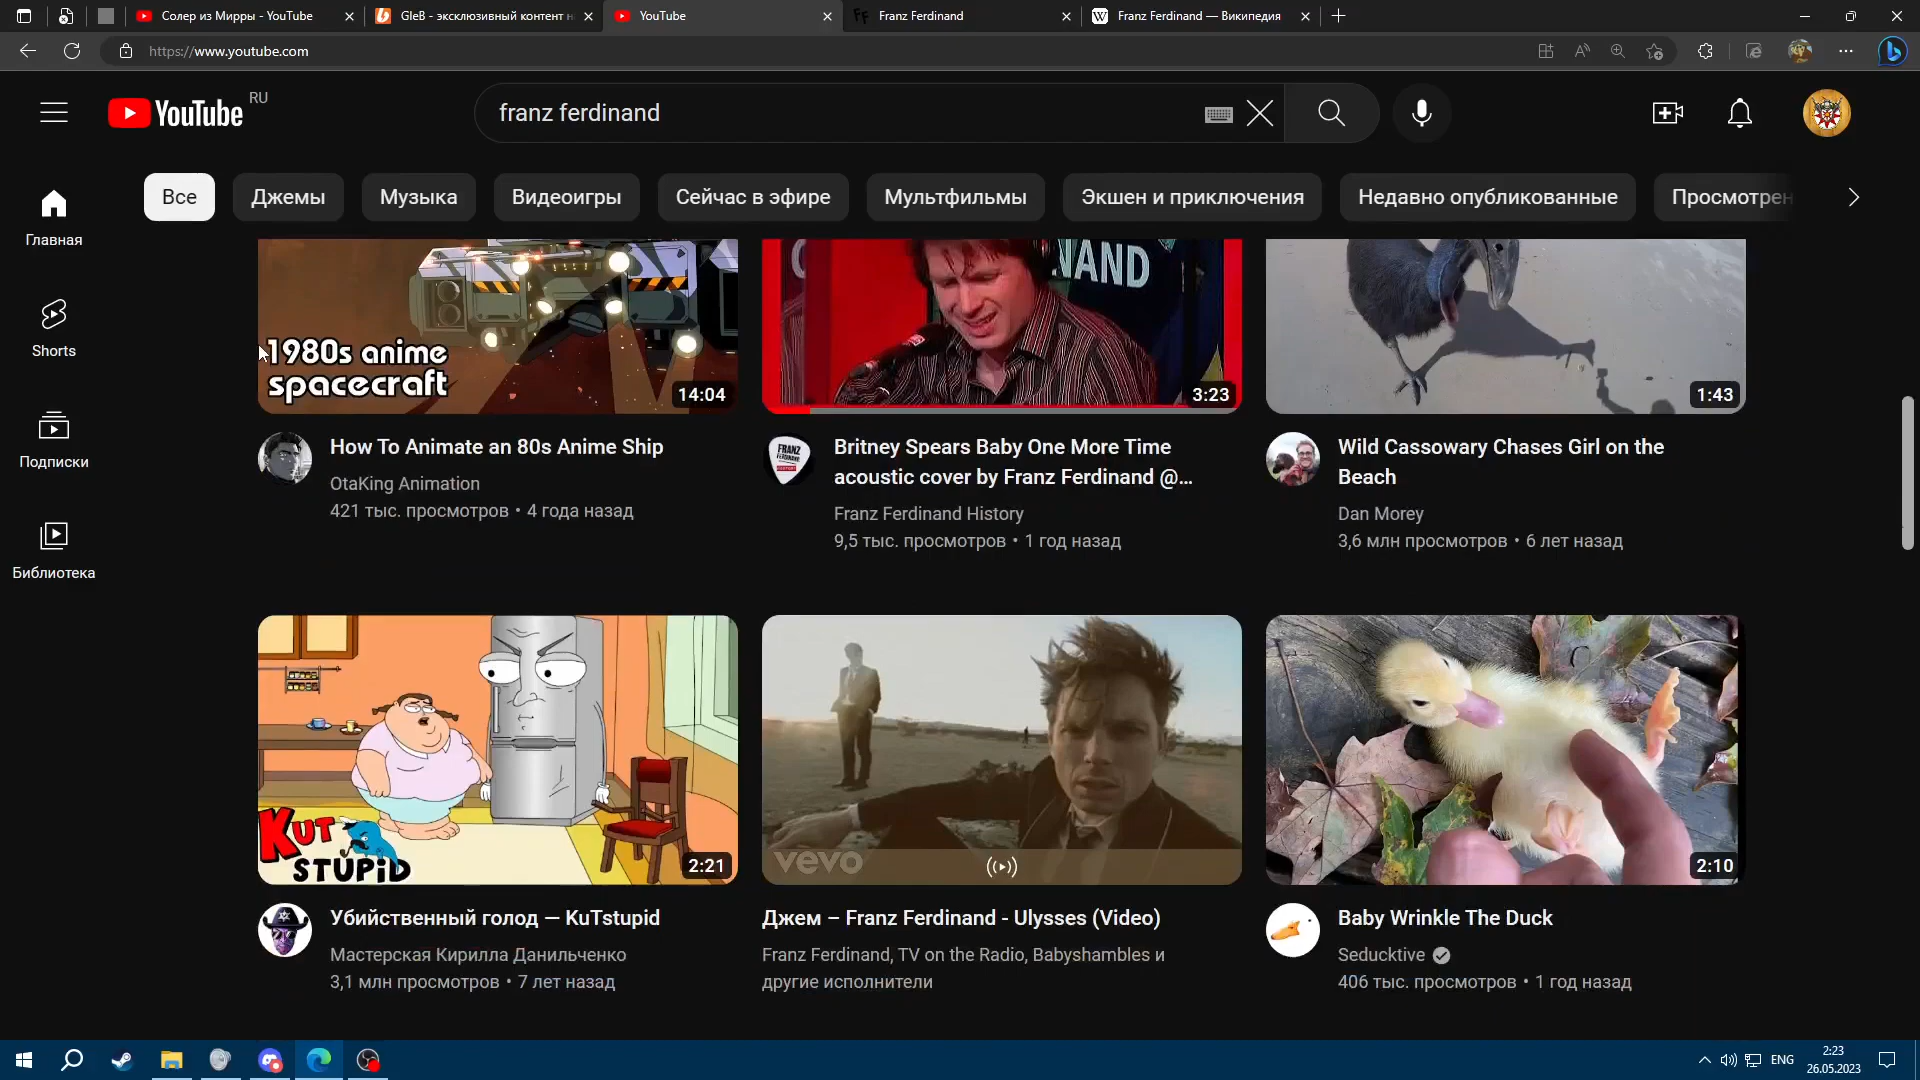 Солер из Мирры - YouTube
GleB - эксклюзивный контент н
YouTube
Franz Ferdinand
Franz Ferdinand — Википедия
https://www.youtube.com
YouTube RU
franz ferdinand
Все
Джемы
Музыка
Видеоигры
Сейчас в эфире
Мультфильмы
Экшен и приключения
Недавно опубликованные
Просмотрен
Главная
Shorts
Подписки
Библиотека
1980s anime
spacecraft
14:04
NAND
3:23
1:43
How To Animate an 80s Anime Ship
OtaKing Animation
421 тыс. просмотров • 4 года назад
FRANZ
FERDINAND
HISTORY
Britney Spears Baby One More Time
acoustic cover by Franz Ferdinand @...
Franz Ferdinand History
9,5 тыс. просмотров • 1 год назад
Wild Cassowary Chases Girl on the
Beach
Dan Morey
3,6 млн просмотров • 6 лет назад
KuT
STUPiD
2:21
vevo
2:10
Убийственный голод — KuTstupid
Мастерская Кирилла Данильченко
3,1 млн просмотров • 7 лет назад
Джем – Franz Ferdinand - Ulysses (Video)
Franz Ferdinand, TV on the Radio, Babyshambles и
другие исполнители
Baby Wrinkle The Duck
Seducktive
406 тыс. просмотров • 1 год назад
ENG
2:23
26.05.2023